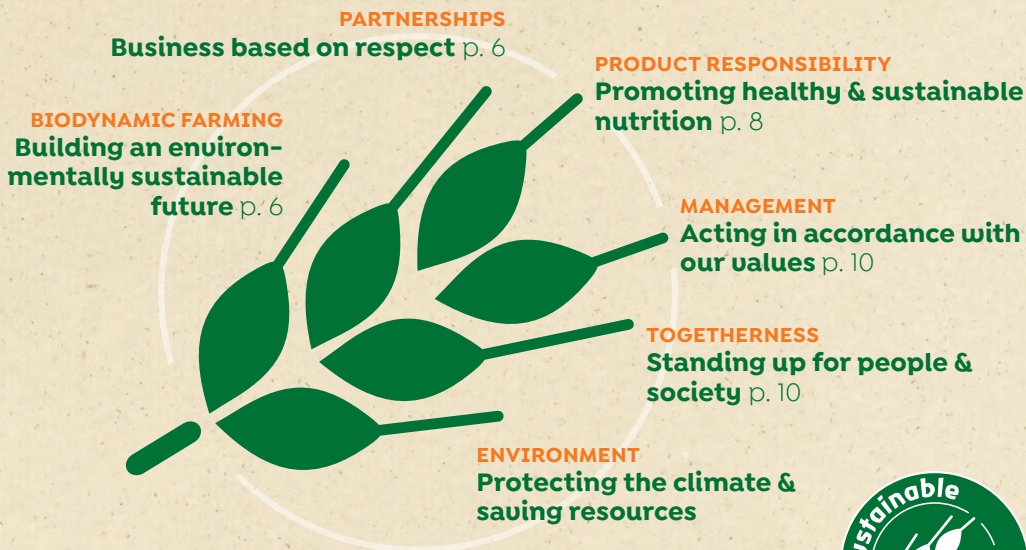 PARTNERSHIPS
Business based on respect p. 6
PRODUCT RESPONSIBILITY
Promoting healthy & sustainable
nutrition p. 8
BIODYNAMIC FARMING
Building an environ-
mentally sustainable
future p. 6
MANAGEMENT
Acting in accordance with
our values p. 10
TOGETHERNESS
Standing up for people &
society p. 10
ENVIRONMENT
Protecting the climate &
saving resources
ustainable